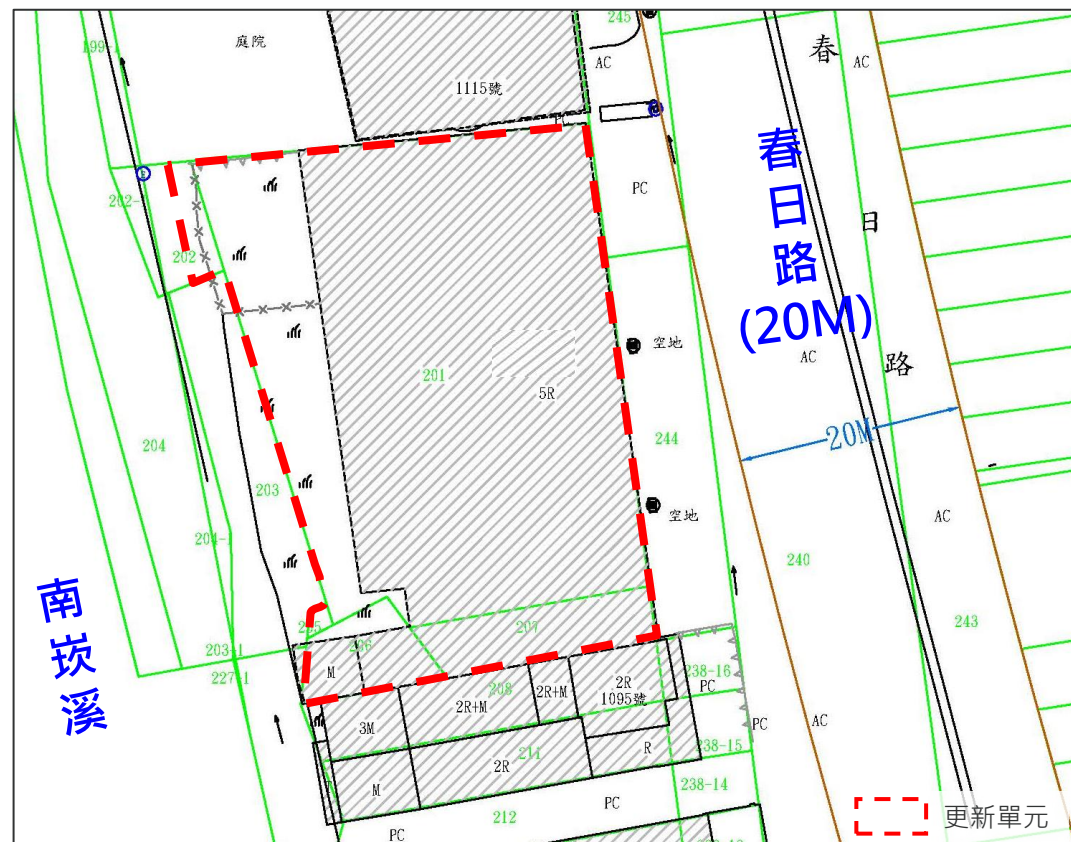 245
庭院
199-1
春
AC
AC
1115號
PC
202-
春日路
(20M)
PC
202
日
空地
AC
路
201
5R
20M
204
244
203
空地
AC
204-1
240
南崁溪
205
207
243
206
203-1
M
238-16
227-1
208
2R
2R+M
2R+M
1095號
PC
3M
PC
AC
211
2R
R
238-15
M
238-14
212
PC
PC
更新單元